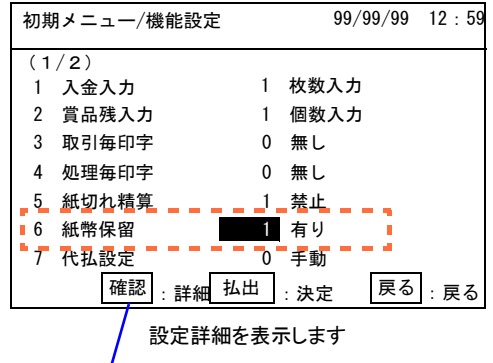 初期メニュー/機能設定 99/99/99 12:59
(1/2)
1 入金入力 1 枚数入力
2 賞品残入力 1 個数入力
3 取引毎印字 0 無し
4 処理毎印字 0 無し
5 紙切れ精算 1 禁止
6 紙幣保留 1 有り
7 代払設定 0 手動
確認 :詳細 払出 :決定 戻る :戻る
設定詳細を表示します